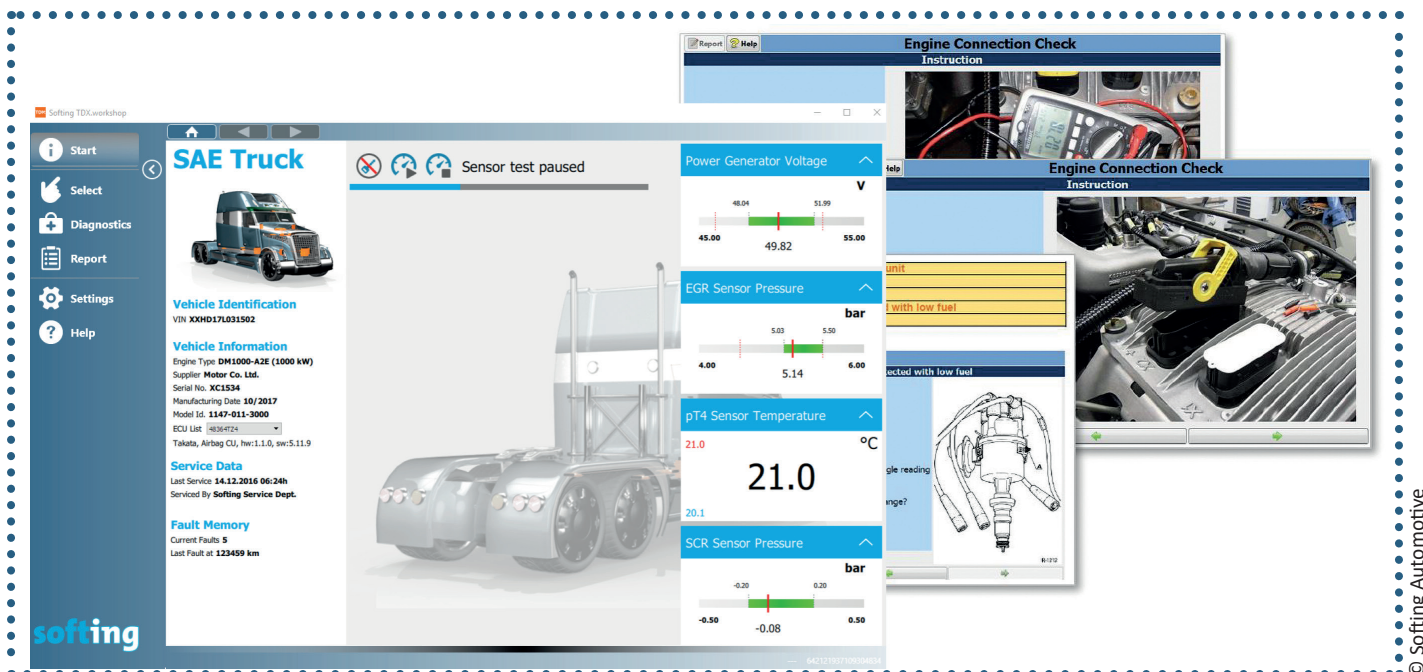 Report Help
Engine Connection Check
Instruction
Softing TDX.workshop
Start
Select
Diagnostics
Report
Settings
Help
softing
SAE Truck
Vehicle Identification
VIN XXHD17L031502
Vehicle Information
Engine Type DM1000-A2E (1000 kW)
Supplier Motor Co. Ltd.
Serial No. XC1534
Manufacturing Date 10/2017
Model Id. 1147-011-3000
ECU List 48364TZ4
Takata, Airbag CU, hw:1.1.0, sw:5.11.9
Service Data
Last Service 14.12.2016 06:24h
Serviced By Softing Service Dept.
Fault Memory
Current Faults 5
Last Fault at 123459 km
Sensor test paused
Power Generator Voltage
V
48.04 51.99
45.00 55.00
49.82
EGR Sensor Pressure
bar
5.03 5.50
4.00 6.00
5.14
pT4 Sensor Temperature
21.0 °C
21.0
20.1
SCR Sensor Pressure
bar
-0.20 0.20
-0.50 0.50
-0.08
Help
Engine Connection Check
Instruction
unit
with low fuel
ected with low fuel
gle reading
ange?
A
R-1212
© Softing Automotive